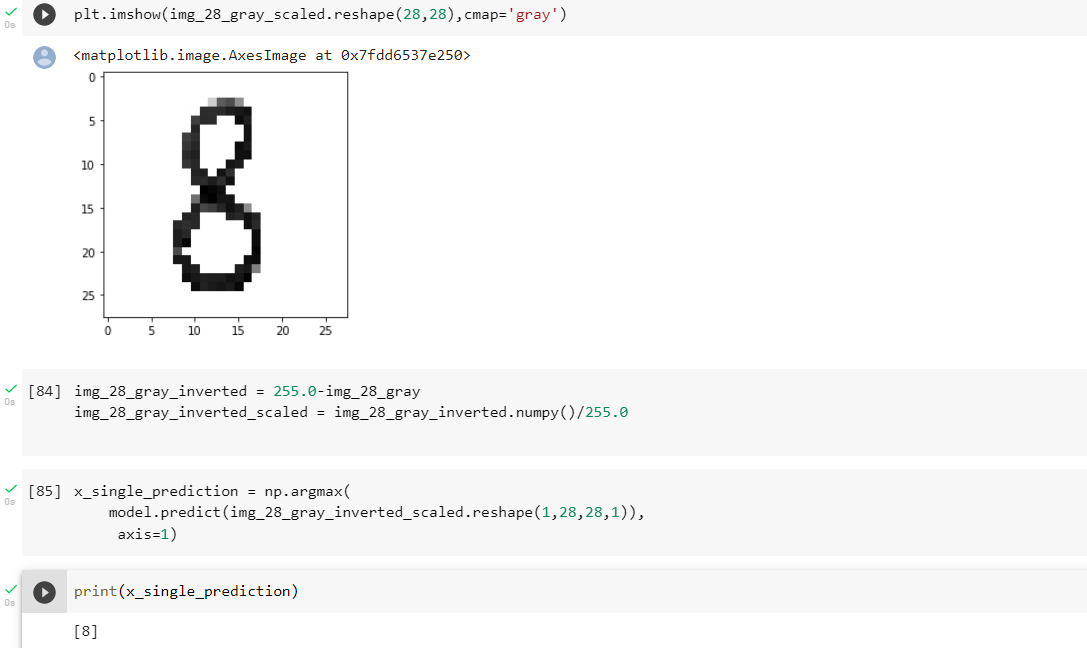 plt.imshow(img_28_gray_scaled.reshape(28,28),cmap='gray')
0s
<matplotlib.image.AxesImage at 0x7fdd6537e250>
0
5
10
15
20
25
0 5 10 15 20 25
8
[84] img_28_gray_inverted = 255.0-img_28_gray
0s
img_28_gray_inverted_scaled = img_28_gray_inverted.numpy()/255.0
[85] x_single_prediction = np.argmax(
0s
model.predict(img_28_gray_inverted_scaled.reshape(1,28,28,1)),
axis=1)
print(x_single_prediction)
0s
[8]